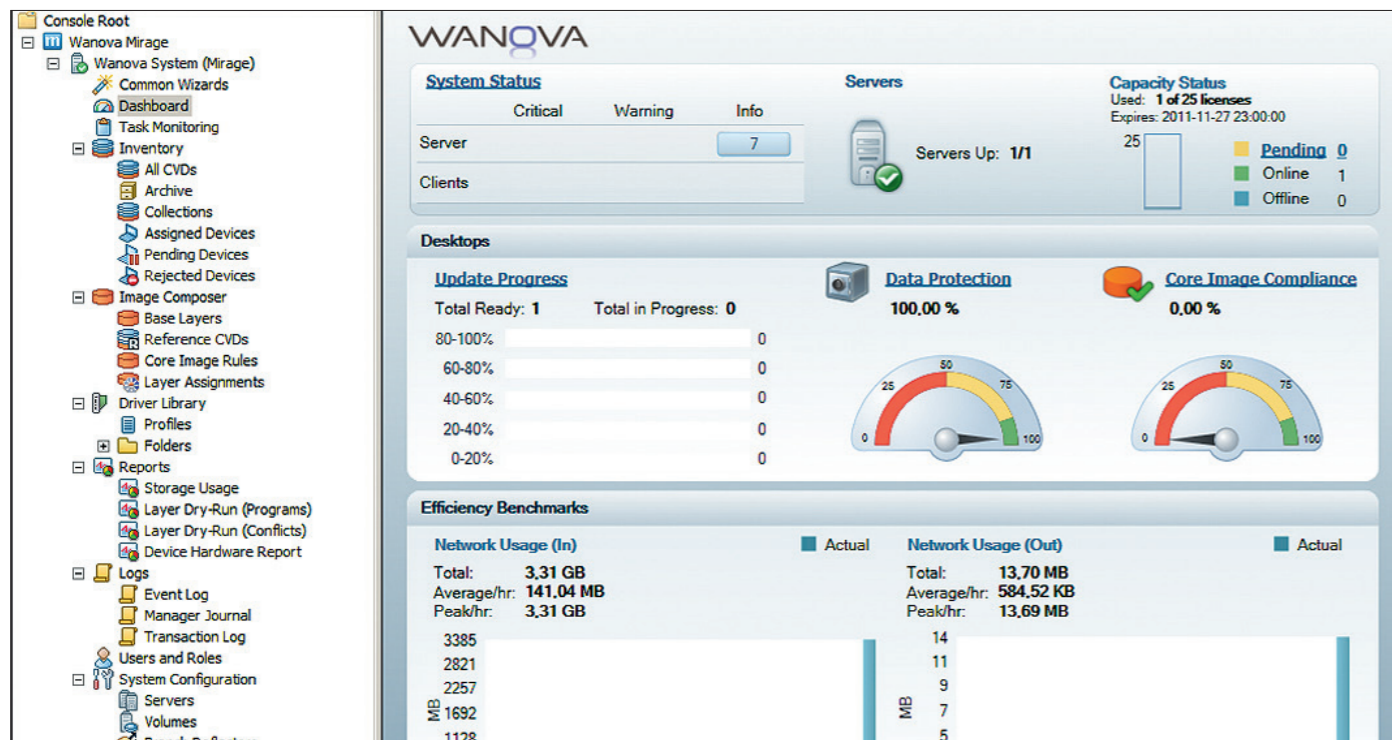 Console Root
Wanova Mirage
Wanova System (Mirage)
Common Wizards
Dashboard
Task Monitoring
Inventory
All CVDs
Archive
Collections
Assigned Devices
Pending Devices
Rejected Devices
Image Composer
Base Layers
Reference CVDs
Core Image Rules
Layer Assignments
Driver Library
Profiles
Folders
Reports
Storage Usage
Layer Dry-Run (Programs)
Layer Dry-Run (Conflicts)
Device Hardware Report
Logs
Event Log
Manager Journal
Transaction Log
Users and Roles
System Configuration
Servers
Volumes
WANOVA
System Status
Critical Warning Info
Server 7
Clients
Servers
Servers Up: 1/1
Capacity Status
Used: 1 of 25 licenses
Expires: 2011-11-27 23:00:00
25
Pending 0
Online 1
Offline 0
Desktops
Update Progress
Total Ready: 1 Total in Progress: 0
80-100% 0
60-80% 0
40-60% 0
20-40% 0
0-20% 0
Data Protection
100,00 %
0 25 50 75 100
Core Image Compliance
0,00 %
0 25 50 75 100
Efficiency Benchmarks
Network Usage (In) Actual
Total: 3,31 GB
Average/hr: 141,04 MB
Peak/hr: 3,31 GB
3385
2821
2257
1692
1128
MB
Network Usage (Out) Actual
Total: 13,70 MB
Average/hr: 584,52 KB
Peak/hr: 13,69 MB
14
11
9
7
5
MB